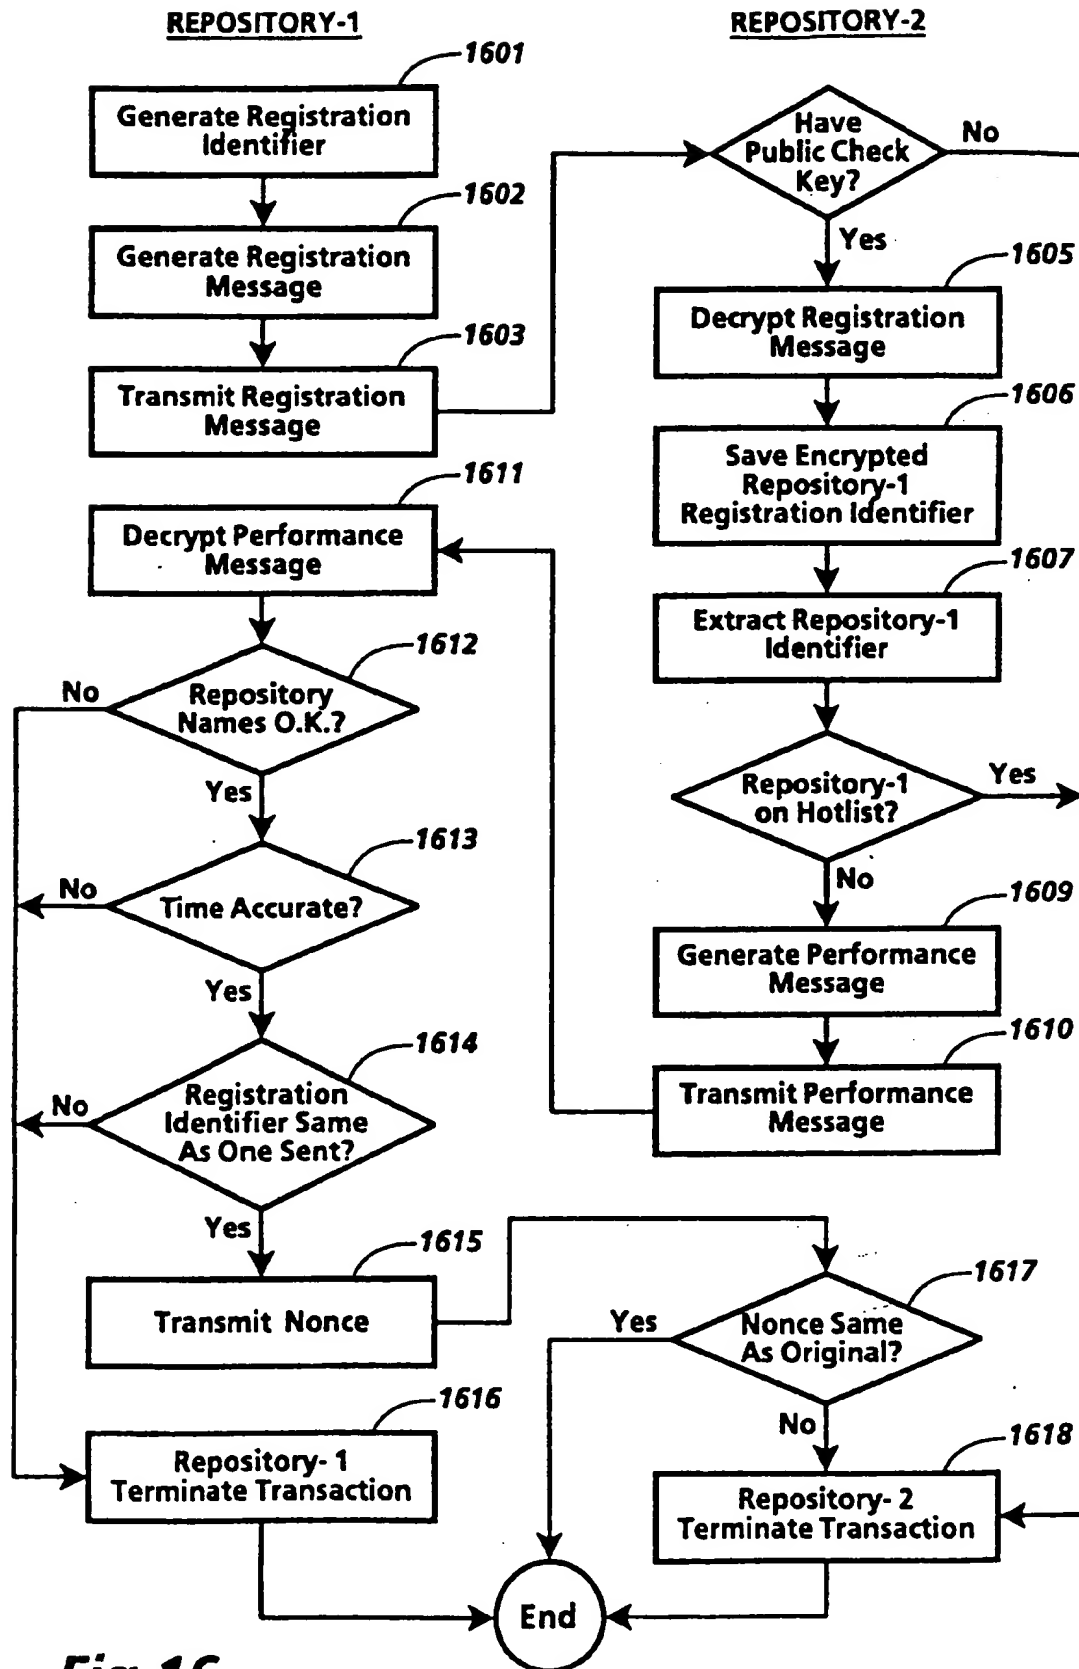 REPOSITORY-1
1601
Generate Registration
Identifier
1602
Generate Registration
Message
1603
Transmit Registration
Message
1611
Decrypt Performance
Message
1612
Repository
Names O.K.?
No
Yes
1613
Time Accurate?
No
Yes
1614
Registration
Identifier Same
As One Sent?
No
Yes
1615
Transmit Nonce
1616
Repository- 1
Terminate Transaction
REPOSITORY-2
Have
Public Check
Key?
No
Yes
1605
Decrypt Registration
Message
1606
Save Encrypted
Repository-1
Registration Identifier
1607
Extract Repository-1
Identifier
Repository-1
on Hotlist?
Yes
No
1609
Generate Performance
Message
1610
Transmit Performance
Message
1617
Nonce Same
As Original?
Yes
No
1618
Repository- 2
Terminate Transaction
End